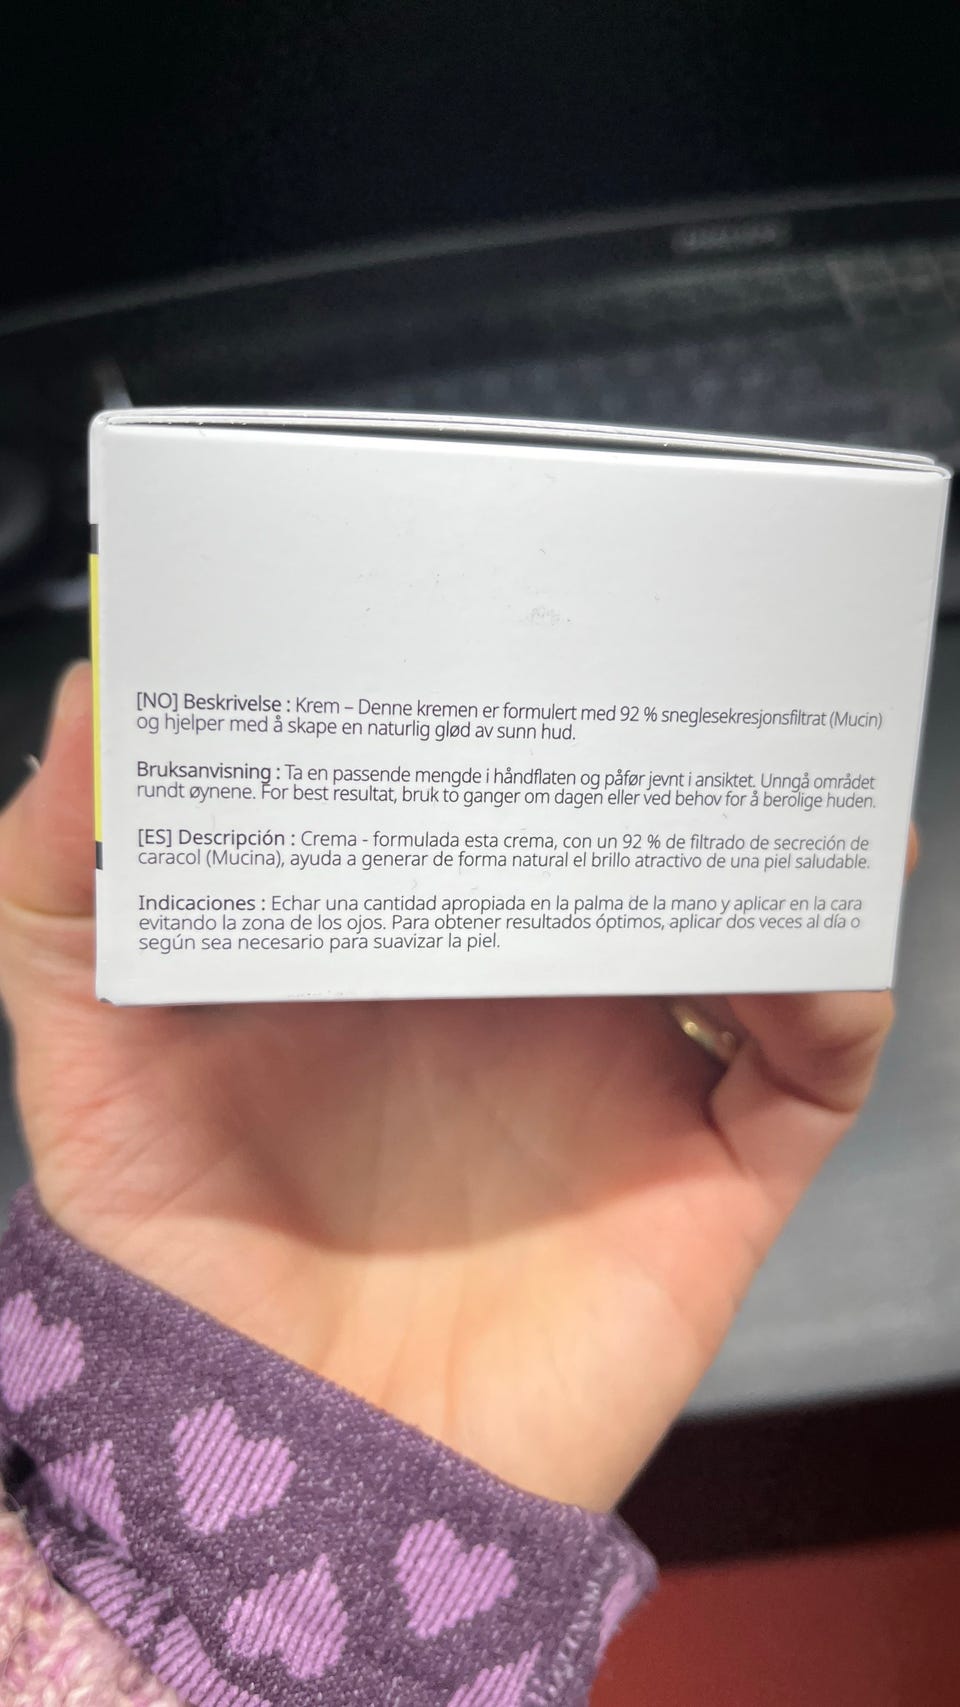 [NO] Beskrivelse : Krem – Denne kremen er formulert med 92 % sneglesekresjonsfiltrat (Mucin)
og hjelper med å skape en naturlig glød av sunn hud.
Bruksanvisning : Ta en passende mengde i håndflaten og påfør jevnt i ansiktet. Unngå området
rundt øynene. For best resultat, bruk to ganger om dagen eller ved behov for å berolige huden.
[ES] Descripción : Crema - formulada esta crema, con un 92 % de filtrado de secreción de
caracol (Mucina), ayuda a generar de forma natural el brillo atractivo de una piel saludable.
Indicaciones : Echar una cantidad apropiada en la palma de la mano y aplicar en la cara
evitando la zona de los ojos. Para obtener resultados óptimos, aplicar dos veces al día o
según sea necesario para suavizar la piel.